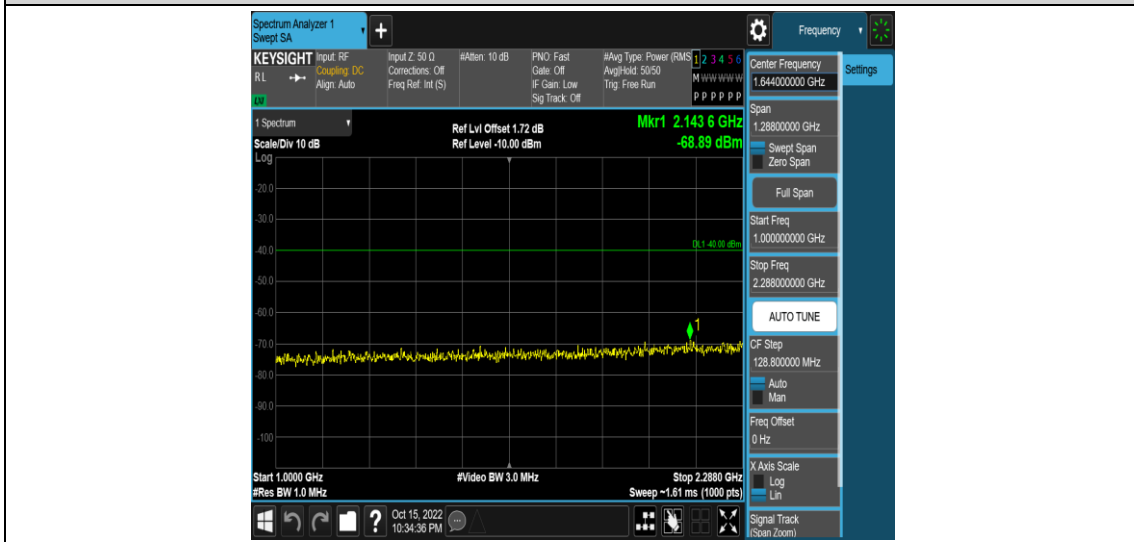 Spectrum Analyzer 1
Swept SA
+
Frequency
KEYSIGHT
RL
LXI
Input: RF
Coupling: DC
Align: Auto
Input Z: 50 Ω
Corrections: Off
Freq Ref: Int (S)
#Atten: 10 dB
PNO: Fast
Gate: Off
IF Gain: Low
Sig Track: Off
#Avg Type: Power (RMS
Avg|Hold: 50/50
Trig: Free Run
1 2 3 4 5 6
M W W W W W
P P P P P P
1 Spectrum
Scale/Div 10 dB
Log
Ref Lvl Offset 1.72 dB
Ref Level -10.00 dBm
Mkr1 2.143 6 GHz
-68.89 dBm
-20.0
-30.0
DL1 -40.00 dBm
-40.0
-50.0
-60.0
1
-70.0
-80.0
-90.0
-100
Start 1.0000 GHz
#Res BW 1.0 MHz
#Video BW 3.0 MHz
Stop 2.2880 GHz
Sweep ~1.61 ms (1000 pts)
Center Frequency
1.644000000 GHz
Settings
Span
1.28800000 GHz
Swept Span
Zero Span
Full Span
Start Freq
1.000000000 GHz
Stop Freq
2.288000000 GHz
AUTO TUNE
CF Step
128.800000 MHz
Auto
Man
Freq Offset
0 Hz
X Axis Scale
Log
Lin
Signal Track
(Span Zoom)
?
Oct 15, 2022
10:34:36 PM